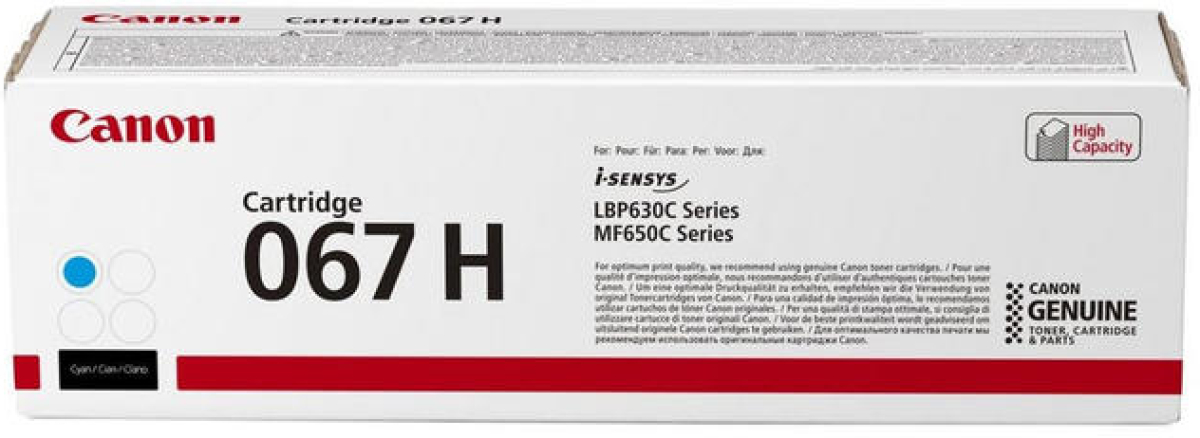 Canon Cartridge 067 H
Canon
High
Capacity
For: Pour: Für: Para: Per: Voor: Для:
i-SENSYS
Cartridge
LBP630C Series
067 H
MF650C Series
For optimum print quality, we recommend using genuine Canon toner cartridges. / Pour une
qualité d'impression optimale, nous recommandons d'utiliser d'authentiques cartouches toner
Canon. / Um eine optimale Druckqualität zu erhalten, empfehlen wir die Verwendung von
original Tonercartridges von Canon. / Para una calidad de impresión óptima, le recomendamos
utilizar cartuchos de tóner Canon originales. / Per una qualità di stampa ottimale, si consiglia di
utilizzare cartucce di toner originali Canon. / Voor de beste printkwaliteit wordt geadviseerd om
uitsluitend originele Canon cartridges te gebruiken. / Для оптимального качества печати мы
рекомендуем использовать оригинальные картриджи Canon.
CANON
GENUINE
TONER, CARTRIDGE
& PARTS
Cyan / Cian / Ciano